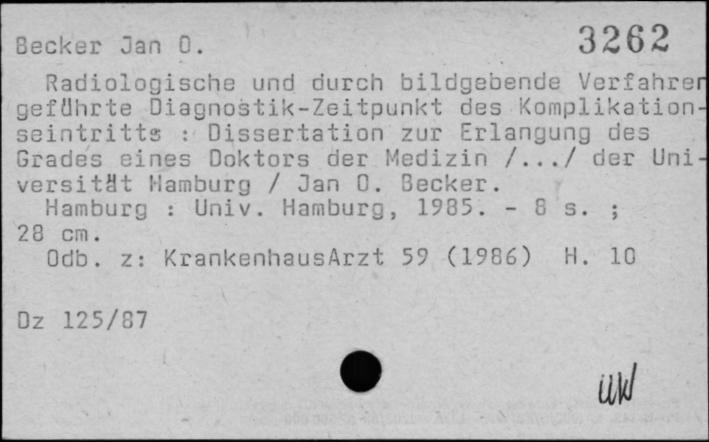 Becker Jan O.
3262
Radiologische und durch bildgebende Verfahren
geführte Diagnostik-Zeitpunkt des Komplikation-
seintritts : Dissertation zur Erlangung des
Grades eines Doktors der Medizin /.../ der Uni-
versität Hamburg / Jan O. Becker.
Hamburg : Univ. Hamburg, 1985. - 8 s. ;
28 cm.
Odb. z: KrankenhausArzt 59 (1986) H. 10
Dz 125/87